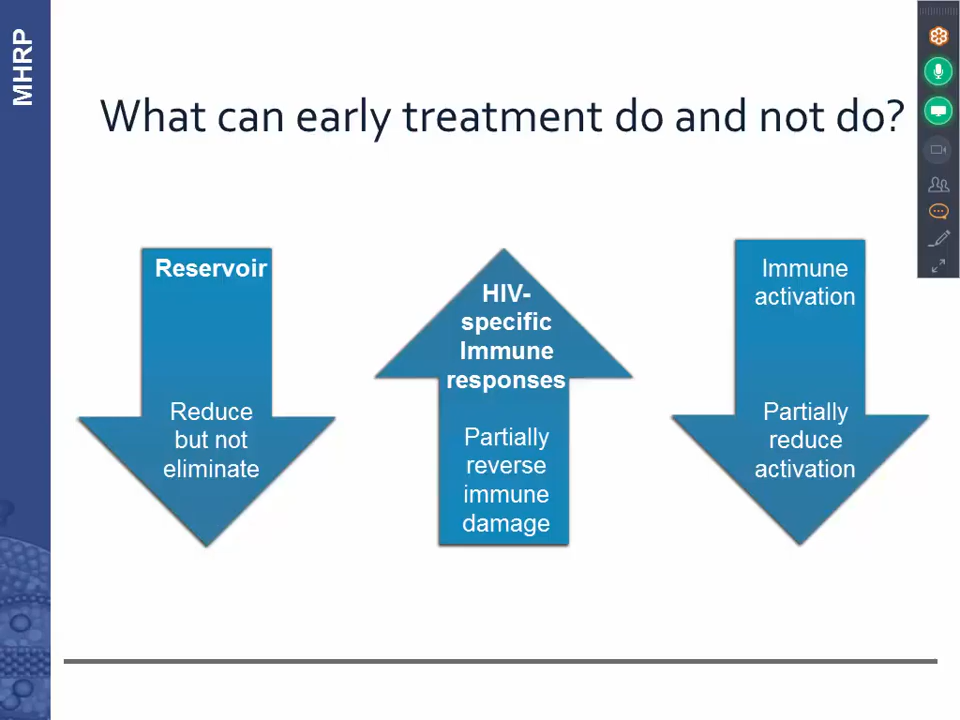 MHRP
What can early treatment do and not do?
Reservoir
Reduce
but not
eliminate
HIV-
specific
Immune
responses
Partially
reverse
immune
damage
Immune
activation
Partially
reduce
activation